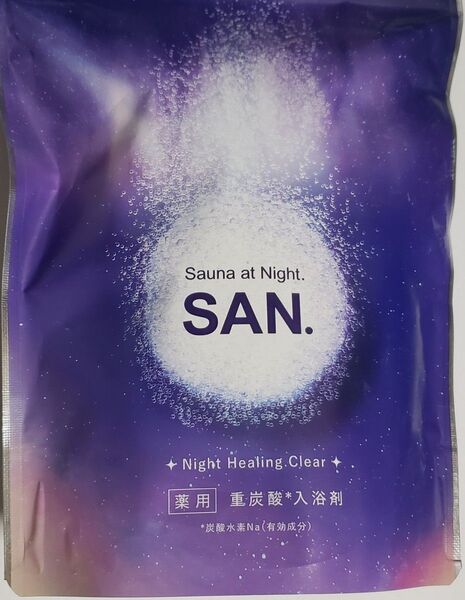 Sauna at Night.
SAN.
Night Healing Clear
薬用 重炭酸*入浴剤
*炭酸水素Na(有効成分)